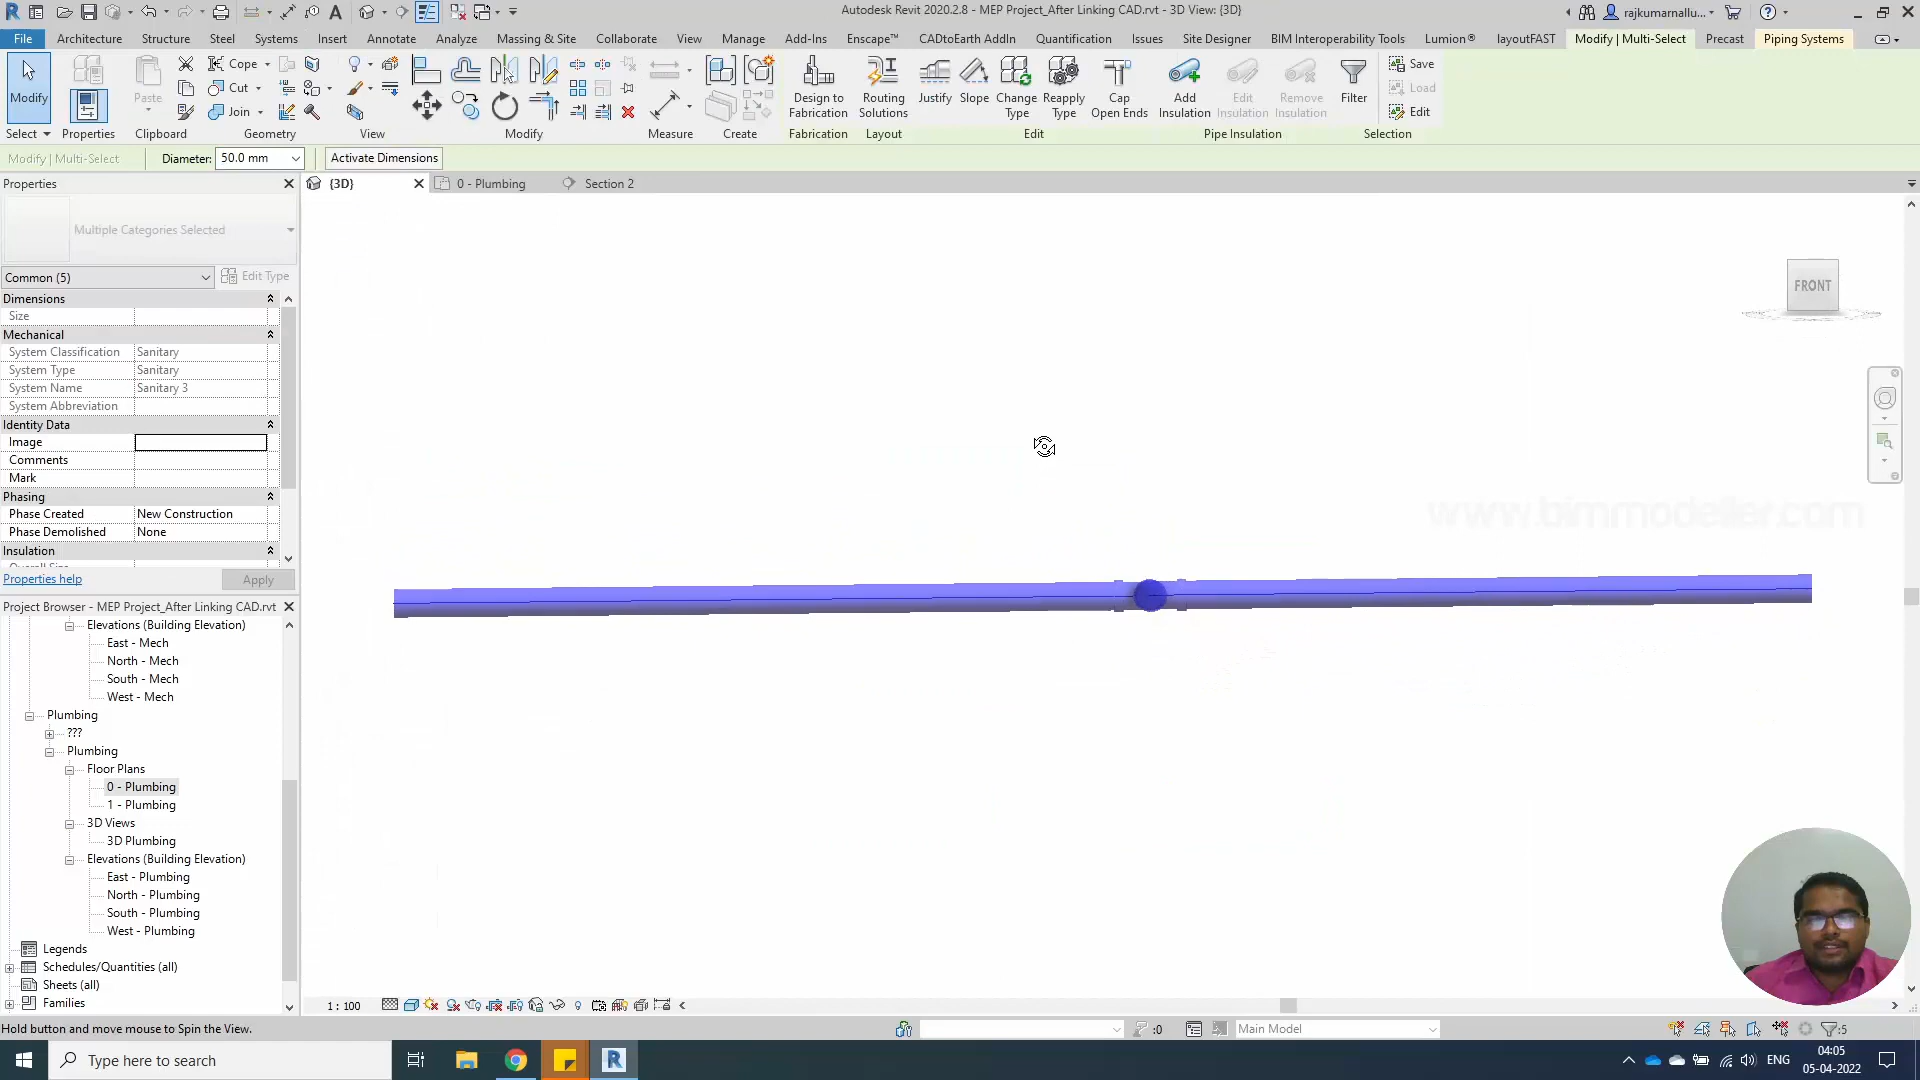 Autodesk Revit 2020.2.8 - MEP Project_After Linking CAD.rvt - 3D View: {3D}
rajkumarnallu...
File Architecture Structure Steel Systems Insert Annotate Analyze Massing & Site Collaborate View Manage Add-Ins Enscape™ CADtoEarth AddIn Quantification Issues Site Designer BIM Interoperability Tools Lumion® layoutFAST Modify | Multi-Select Precast Piping Systems
Modify
Paste
Cope
Cut
Join
Design to Fabrication
Routing Solutions
Justify
Slope
Change Type
Reapply Type
Cap Open Ends
Add Insulation
Edit Insulation
Remove Insulation
Filter
Save
Load
Edit
Select Properties Clipboard Geometry View Modify Measure Create Fabrication Layout Edit Pipe Insulation Selection
Modify | Multi-Select Diameter: 50.0 mm Activate Dimensions
Properties
{3D} 0 - Plumbing Section 2
Multiple Categories Selected
Common (5) Edit Type
Dimensions
Size
Mechanical
System Classification Sanitary
System Type Sanitary
System Name Sanitary 3
System Abbreviation
Identity Data
Image
Comments
Mark
Phasing
Phase Created New Construction
Phase Demolished None
Insulation
Overall Size
Properties help Apply
FRONT
www.bimmodeller.com
Project Browser - MEP Project_After Linking CAD.rvt
Elevations (Building Elevation)
East - Mech
North - Mech
South - Mech
West - Mech
Plumbing
???
Plumbing
Floor Plans
0 - Plumbing
1 - Plumbing
3D Views
3D Plumbing
Elevations (Building Elevation)
East - Plumbing
North - Plumbing
South - Plumbing
West - Plumbing
Legends
Schedules/Quantities (all)
Sheets (all)
Families
1 : 100
Hold button and move mouse to Spin the View.
:0
Main Model
:5
Type here to search
ENG
04:05
05-04-2022